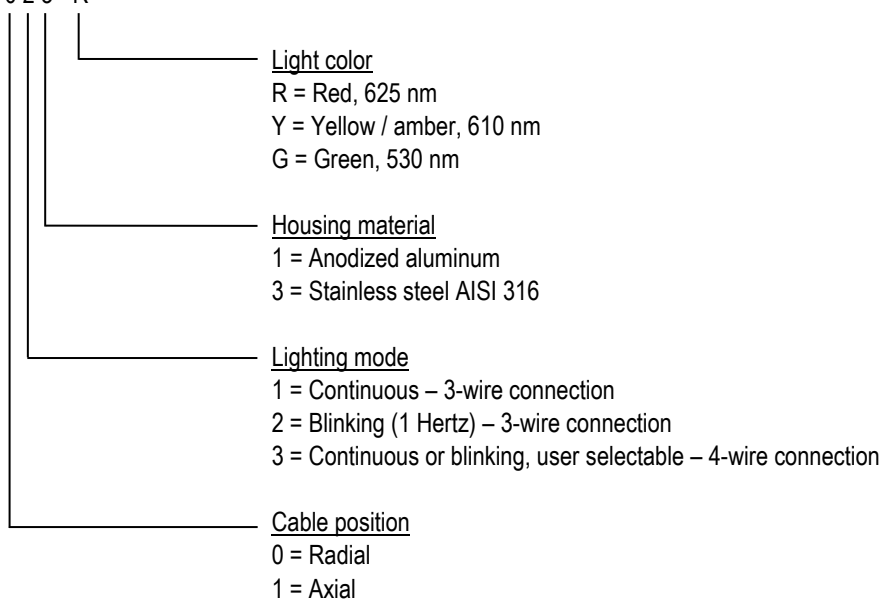 Light color
R = Red, 625 nm
Y = Yellow / amber, 610 nm
G = Green, 530 nm
Housing material
1 = Anodized aluminum
3 = Stainless steel AISI 316
Lighting mode
1 = Continuous – 3-wire connection
2 = Blinking (1 Hertz) – 3-wire connection
3 = Continuous or blinking, user selectable – 4-wire connection
Cable position
0 = Radial
1 = Axial